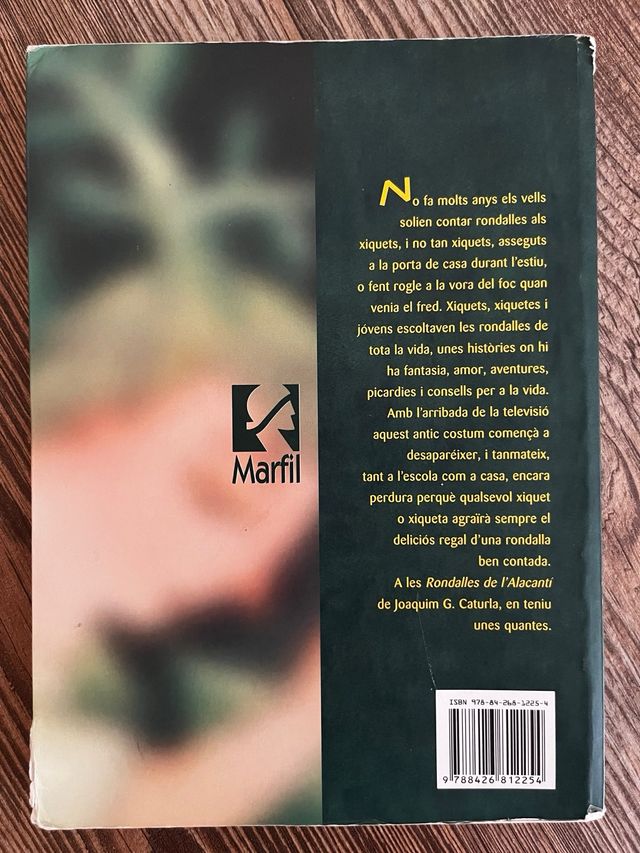 No fa molts anys els vells
solien contar rondalles als
xiquets, i no tan xiquets, asseguts
a la porta de casa durant l'estiu,
o fent rogle a la vora del foc quan
venia el fred. Xiquets, xiquetes i
jóvens escoltaven les rondalles de
tota la vida, unes històries on hi
ha fantasia, amor, aventures,
picardies i consells per a la vida.
Amb l'arribada de la televisió
aquest antic costum començà a
desaparéixer, i tanmateix,
tant a l'escola com a casa, encara
perdura perquè qualsevol xiquet
o xiqueta agraïrà sempre el
deliciós regal d'una rondalla
ben contada.
A les Rondalles de l'Alacantí
de Joaquim G. Caturla, en teniu
unes quantes.
Marfil
ISBN 978-84-268-1225-4
9 788426 812254